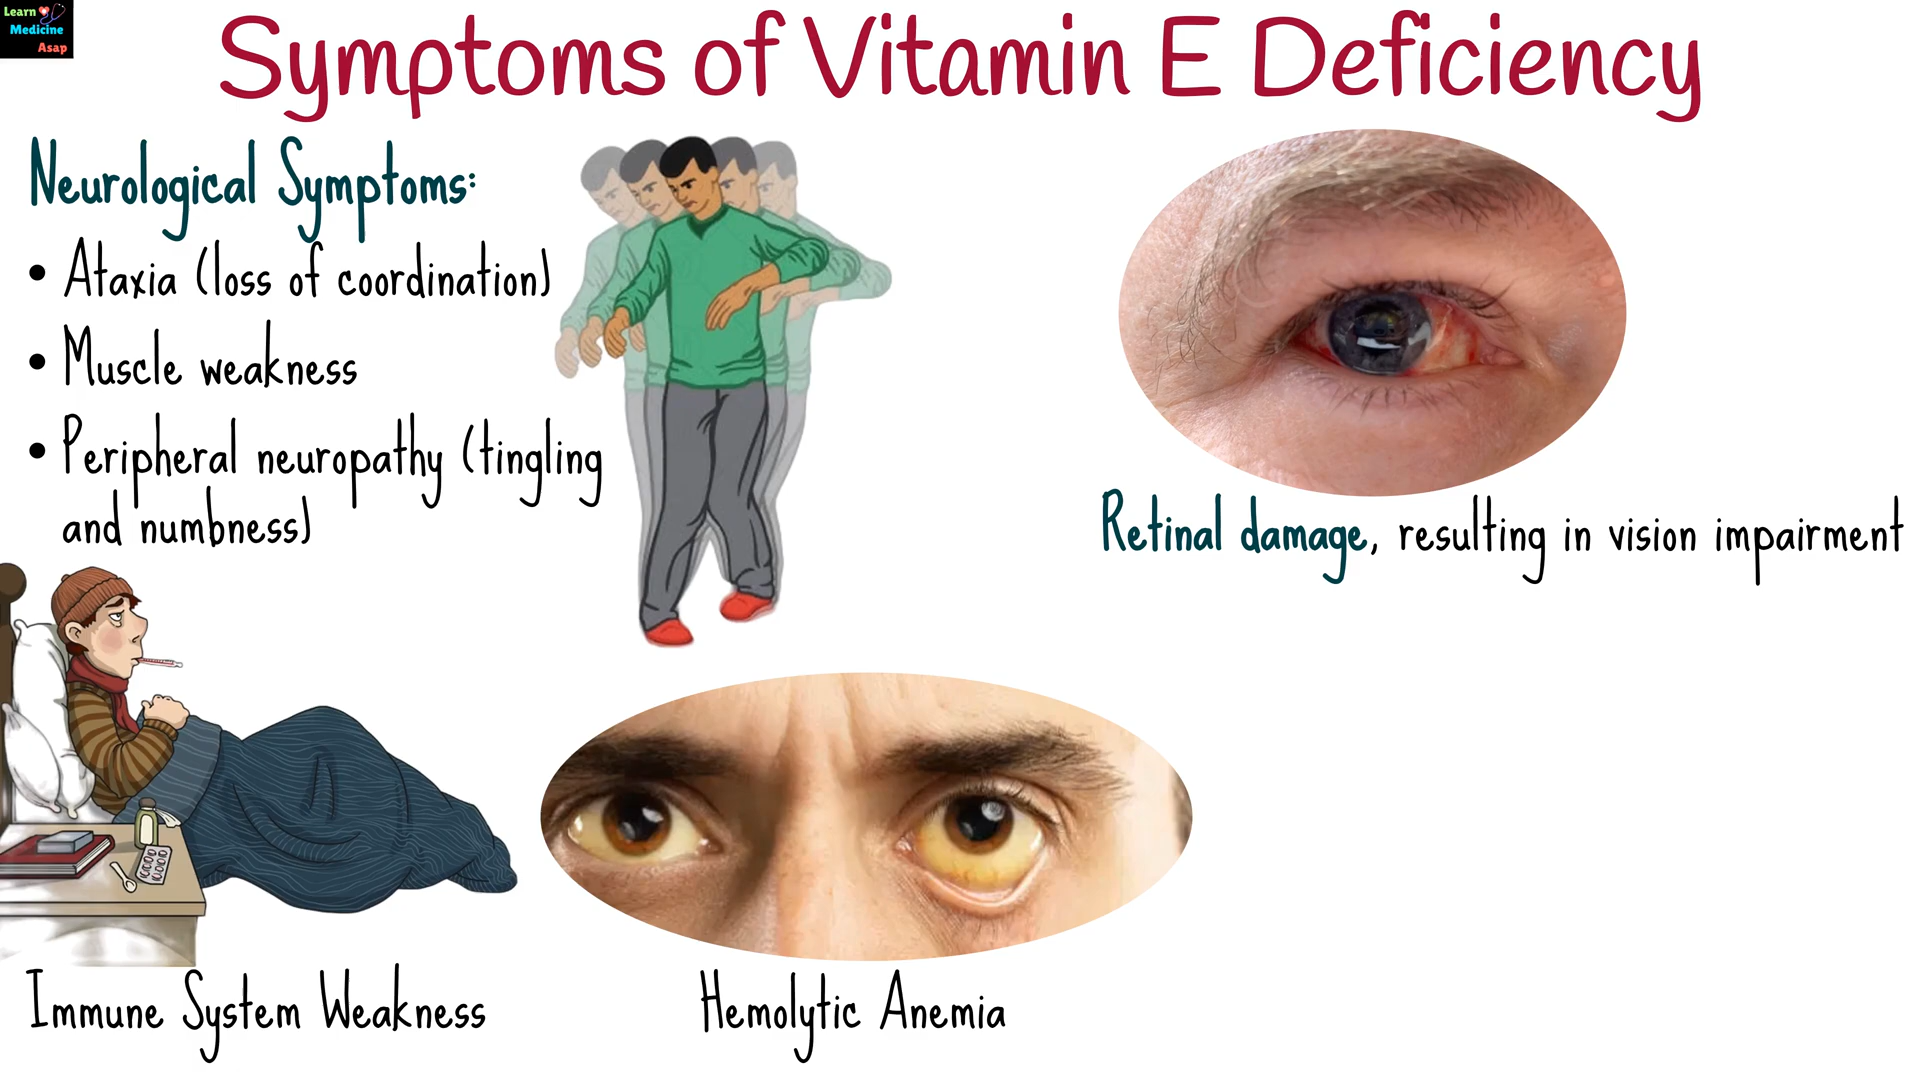 Learn
Medicine
Asap
Symptoms of Vitamin E Deficiency
Neurological Symptoms:
• Ataxia (loss of coordination)
• Muscle weakness
• Peripheral neuropathy (tingling
and numbness)
Retinal damage, resulting in vision impairment
Immune System Weakness
Hemolytic Anemia